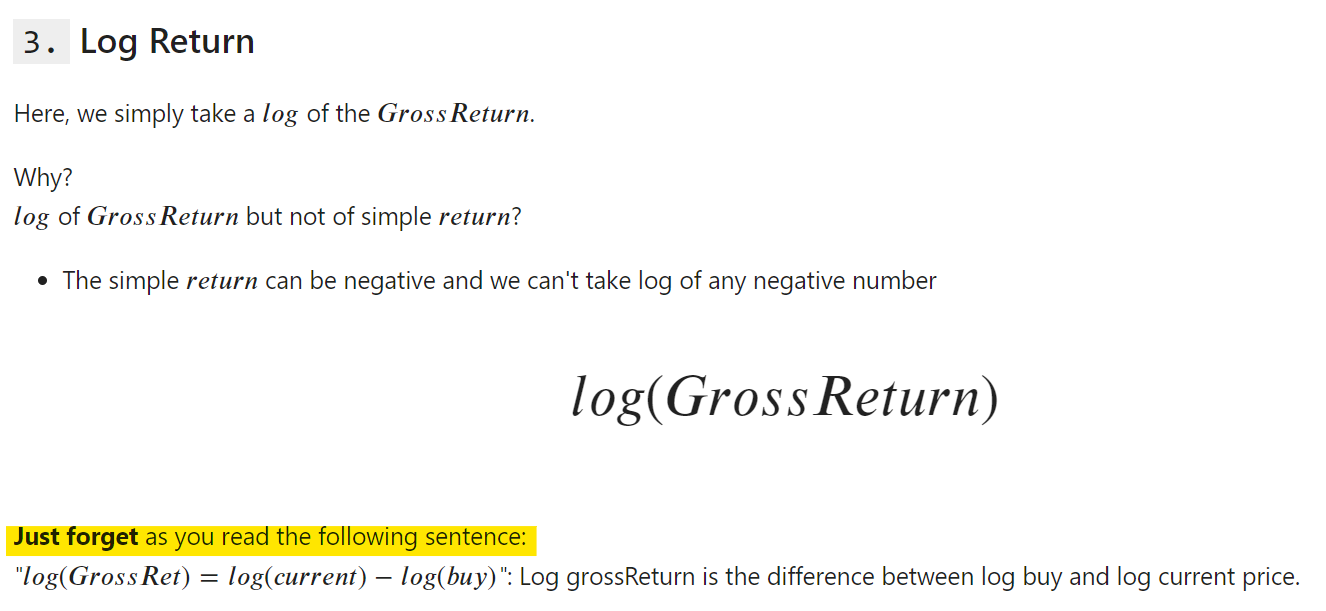 3. Log Return
Here, we simply take a log of the GrossReturn.
Why?
log of GrossReturn but not of simple return?
• The simple return can be negative and we can't take log of any negative number
log(GrossReturn)
Just forget as you read the following sentence:
"log(GrossRet) = log(current) − log(buy)": Log grossReturn is the difference between log buy and log current price.